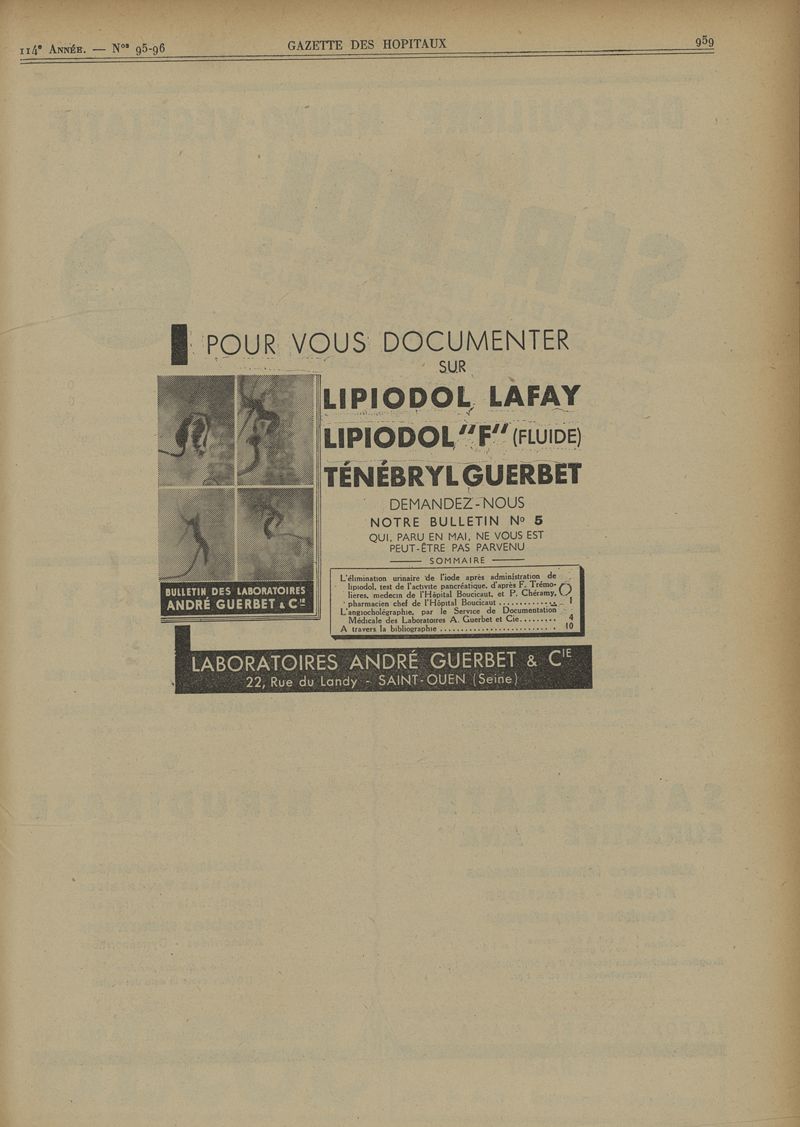 114e ANNÉE. — Nos 95-96
GAZETTE DES HOPITAUX
959
POUR VOUS DOCUMENTER
SUR
LIPIODOL LAFAY
LIPIODOL "F" (FLUIDE)
TÉNÉBRYL GUERBET
DEMANDEZ-NOUS
NOTRE BULLETIN No 5
QUI, PARU EN MAI, NE VOUS EST
PEUT-ÊTRE PAS PARVENU
SOMMAIRE
L'élimination urinaire de l'iode après administration de
lipiodol, test de l'activité pancréatique, d'après F. Trémo-
lières, medecin de l'Hôpital Boucicaut, et P. Chéramy,
pharmacien chef de l'Hôpital Boucicaut ............ 1
L'angiocholégraphie, par le Service de Documentation
Médicale des Laboratoires A. Guerbet et Cie......... 4
A travers la bibliographie ............................ 10
BULLETIN DES LABORATOIRES
ANDRÉ GUERBET & Cie
LABORATOIRES ANDRÉ GUERBET & CIE
22, Rue du Landy - SAINT-OUEN (Seine)